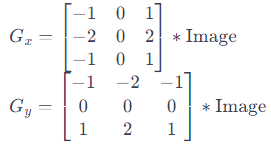 G_x = [−1 0 1; −2 0 2; −1 0 1] ∗ Image
G_y = [−1 −2 −1; 0 0 0; 1 2 1] ∗ Image